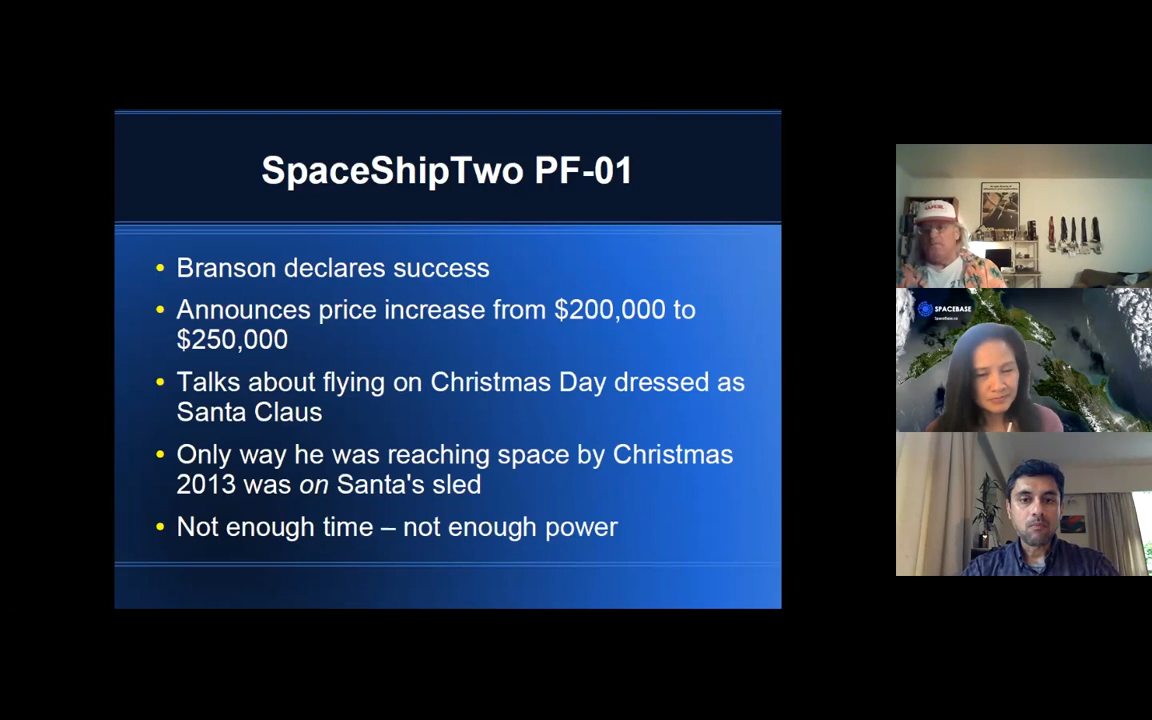 SpaceShipTwo PF-01
• Branson declares success
• Announces price increase from $200,000 to
$250,000
• Talks about flying on Christmas Day dressed as
Santa Claus
• Only way he was reaching space by Christmas
2013 was on Santa's sled
• Not enough time – not enough power
SPACEBASE